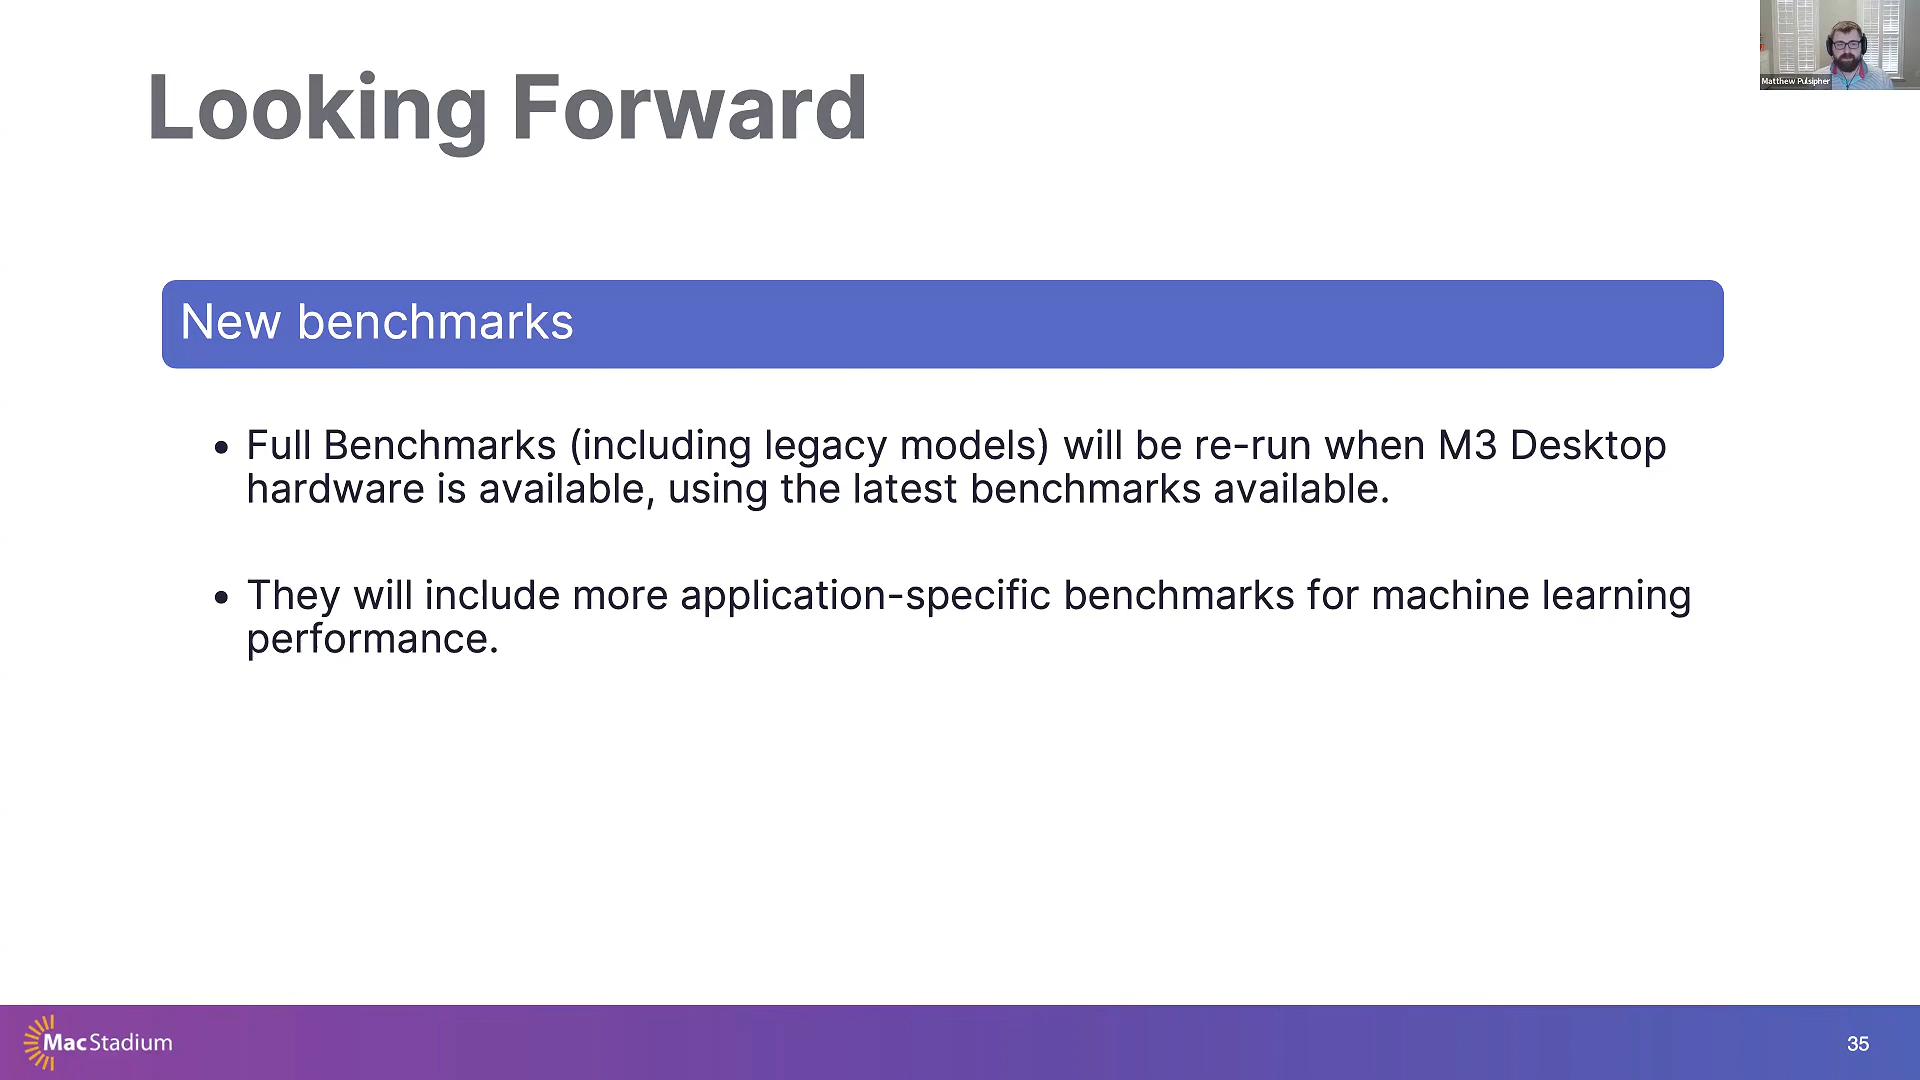 Looking Forward
Matthew Pulsipher
New benchmarks
• Full Benchmarks (including legacy models) will be re-run when M3 Desktop
hardware is available, using the latest benchmarks available.
• They will include more application-specific benchmarks for machine learning
performance.
MacStadium
35